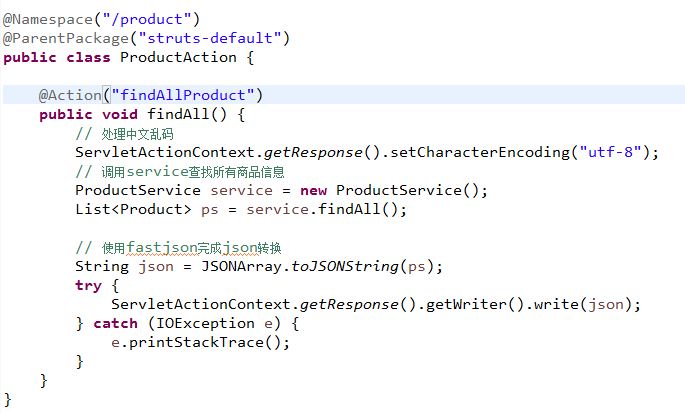 @Namespace("/product")
@ParentPackage("struts-default")
public class ProductAction {
@Action("findAllProduct")
public void findAll() {
// 处理中文乱码
ServletActionContext.getResponse().setCharacterEncoding("utf-8");
// 调用service查找所有商品信息
ProductService service = new ProductService();
List<Product> ps = service.findAll();
// 使用fastjson完成json转换
String json = JSONArray.toJSONString(ps);
try {
ServletActionContext.getResponse().getWriter().write(json);
} catch (IOException e) {
e.printStackTrace();
}
}
}